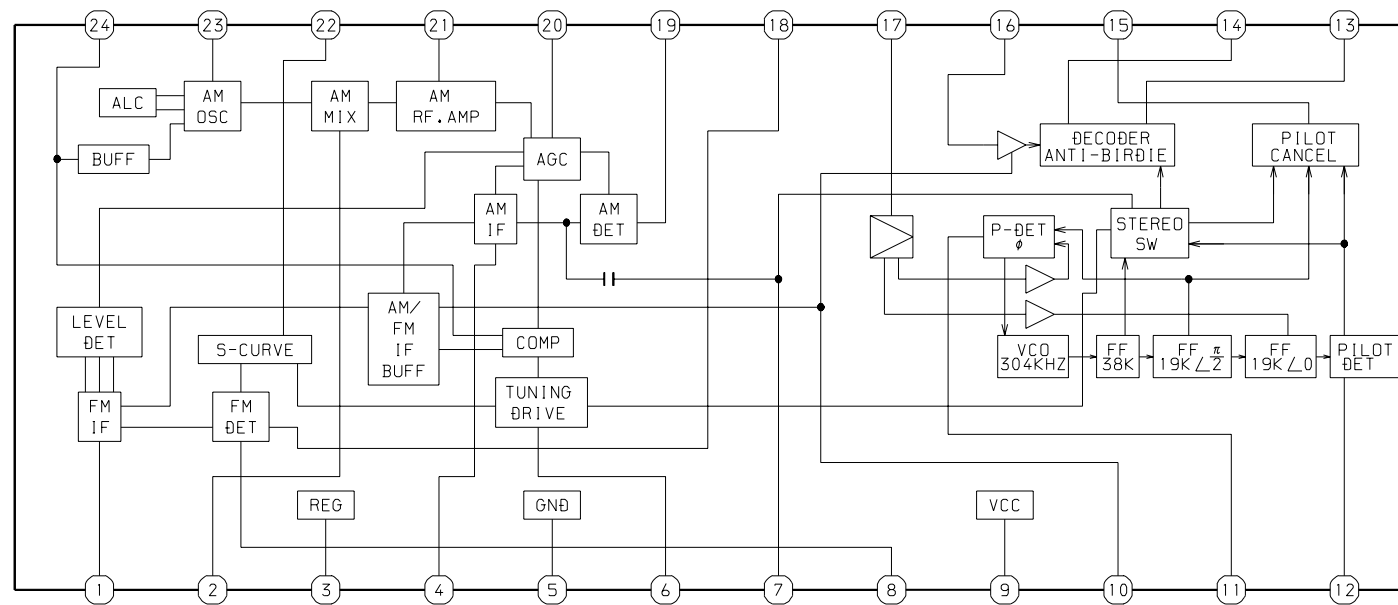 24 23 22 21 20 19 18 17 16 15 14 13
ALC
AM
OSC
AM
MIX
AM
RF.AMP
BUFF
AGC
DECODER
ANTI-BIRDIE
PILOT
CANCEL
AM
IF
AM
DET
P-DET
φ
STEREO
SW
LEVEL
DET
S-CURVE
AM/
FM
IF
BUFF
COMP
VCO
304KHZ
FF
38K
FF
19K∠π/2
FF
19K∠0
PILOT
DET
FM
IF
FM
DET
TUNING
DRIVE
REG
GND
VCC
1 2 3 4 5 6 7 8 9 10 11 12